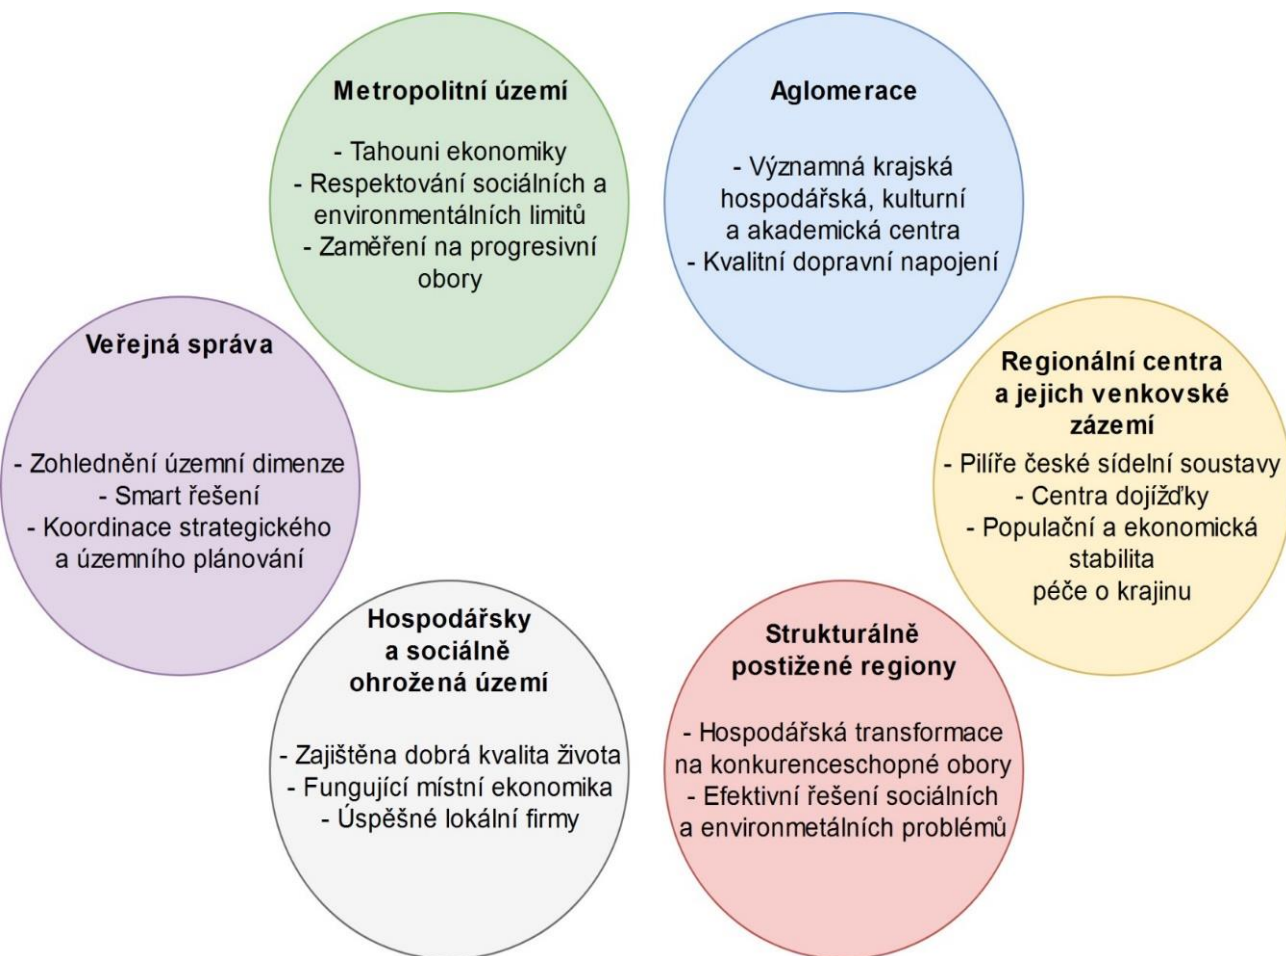 Metropolitní území
- Tahouni ekonomiky
- Respektování sociálních a
environmentálních limitů
- Zaměření na progresivní
obory
Aglomerace
- Významná krajská
hospodářská, kulturní
a akademická centra
- Kvalitní dopravní napojení
Veřejná správa
- Zohlednění územní dimenze
- Smart řešení
- Koordinace strategického
a územního plánování
Regionální centra
a jejich venkovské
zázemí
- Pilíře české sídelní soustavy
- Centra dojížďky
- Populační a ekonomická
stabilita
péče o krajinu
Hospodářsky
a sociálně
ohrožená území
- Zajištěna dobrá kvalita života
- Fungující místní ekonomika
- Úspěšné lokální firmy
Strukturálně
postižené regiony
- Hospodářská transformace
na konkurenceschopné obory
- Efektivní řešení sociálních
a environmetálních problémů